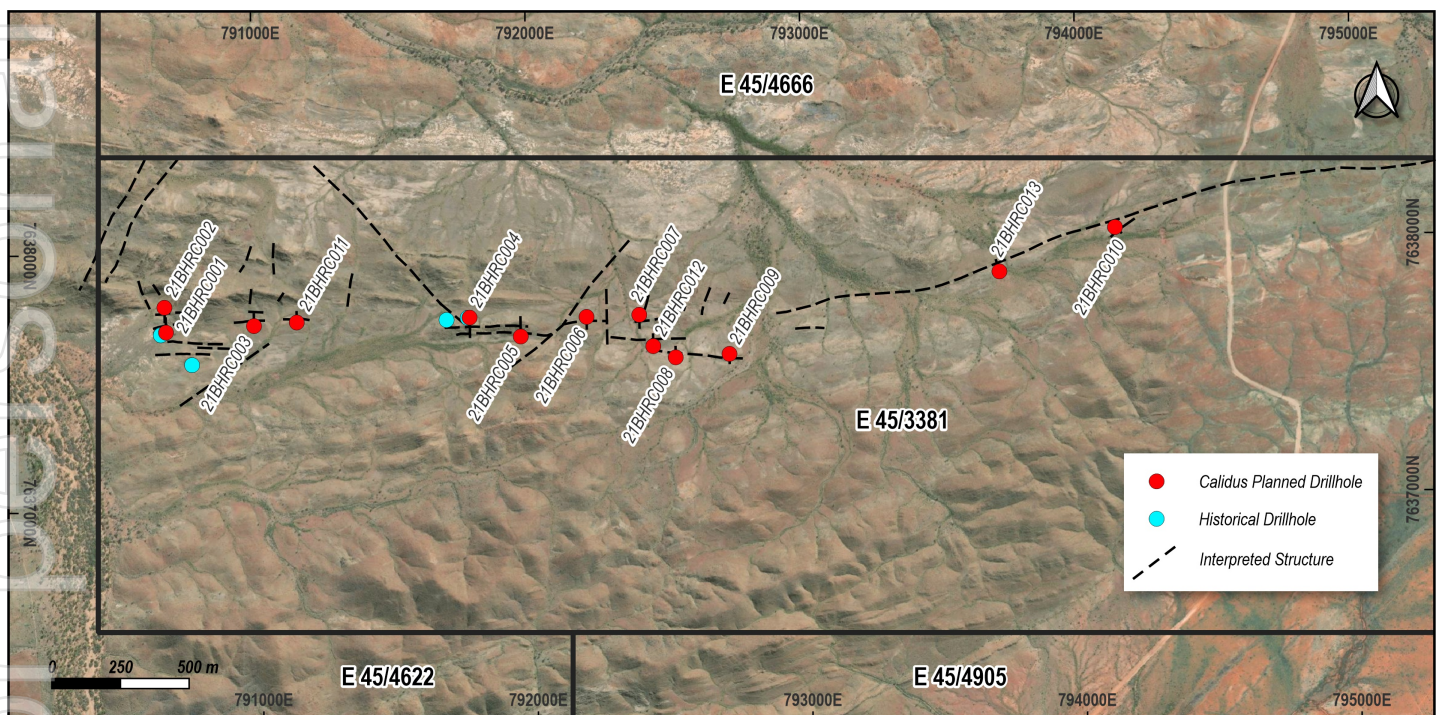 791000E
792000E
793000E
794000E
795000E
E 45/4666
7638000N
7638000N
21BHRC002
21BHRC001
21BHRC003
21BHRC011
21BHRC004
21BHRC005
21BHRC006
21BHRC007
21BHRC012
21BHRC008
21BHRC009
21BHRC013
21BHRC010
E 45/3381
7637000N
7637000N
Calidus Planned Drillhole
Historical Drillhole
Interpreted Structure
0 250 500 m
E 45/4622
E 45/4905
791000E
792000E
793000E
794000E
795000E